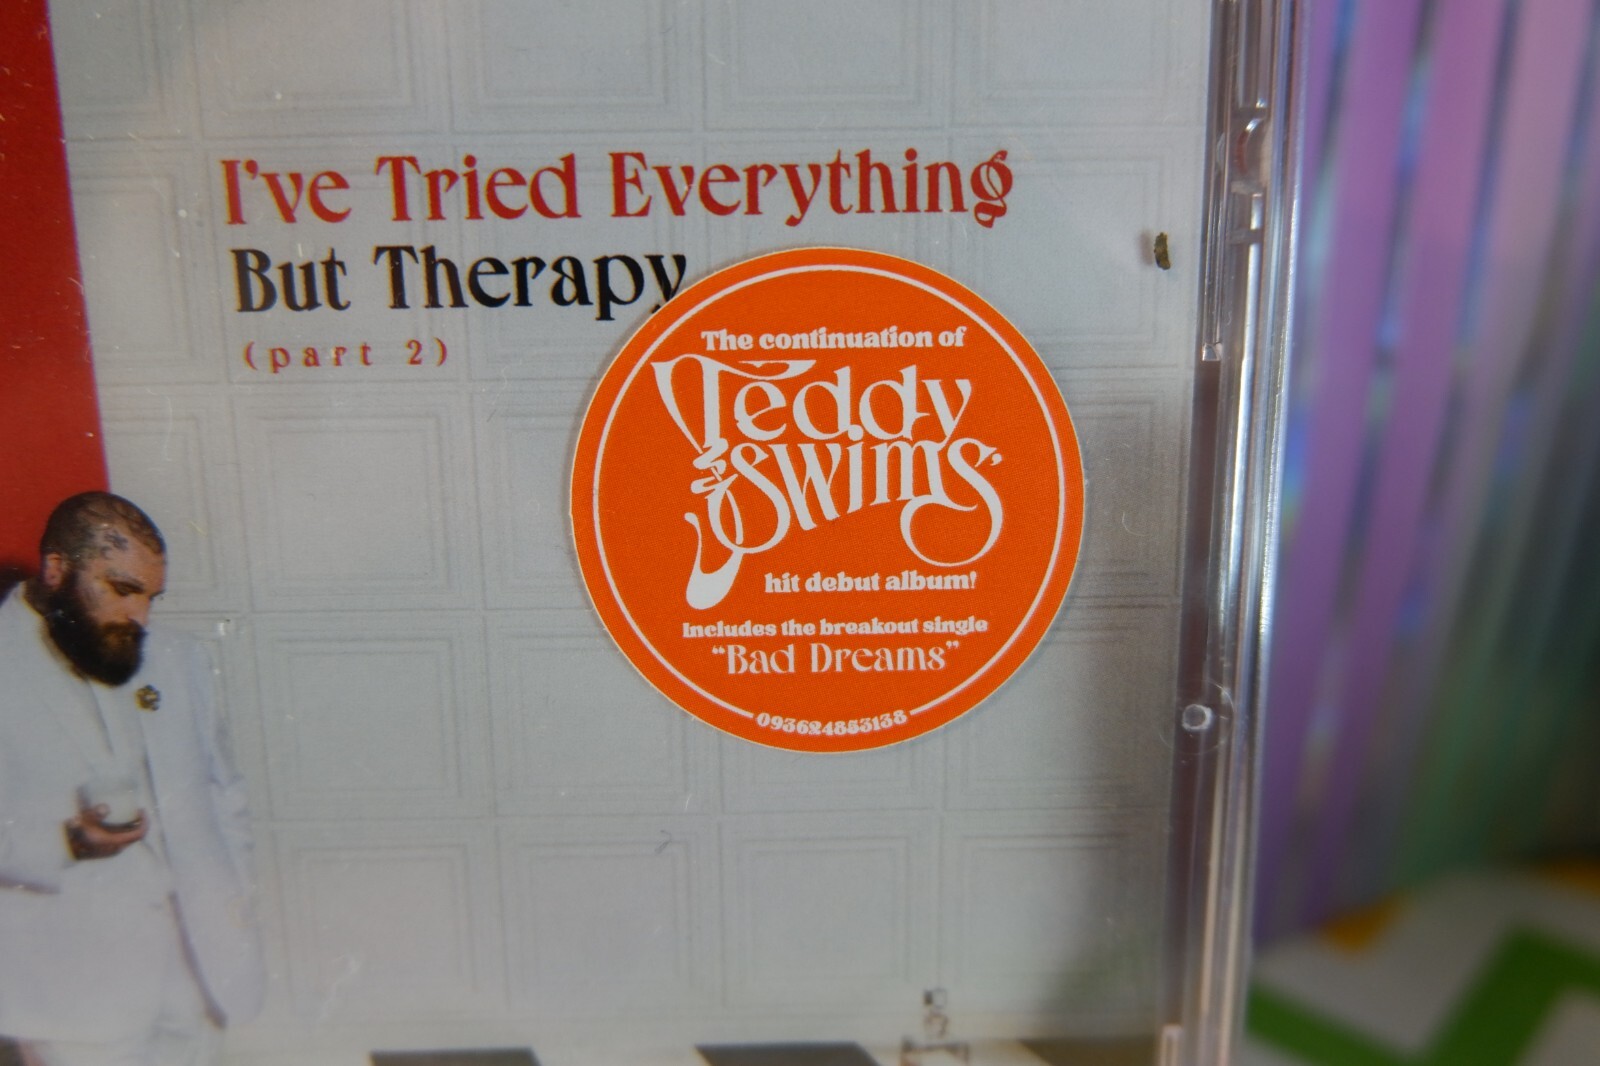 I've Tried Everything
But Therapy
(part 2)
The continuation of
Teddy
Swims'
hit debut album!
Includes the breakout single
“Bad Dreams”
093624853138